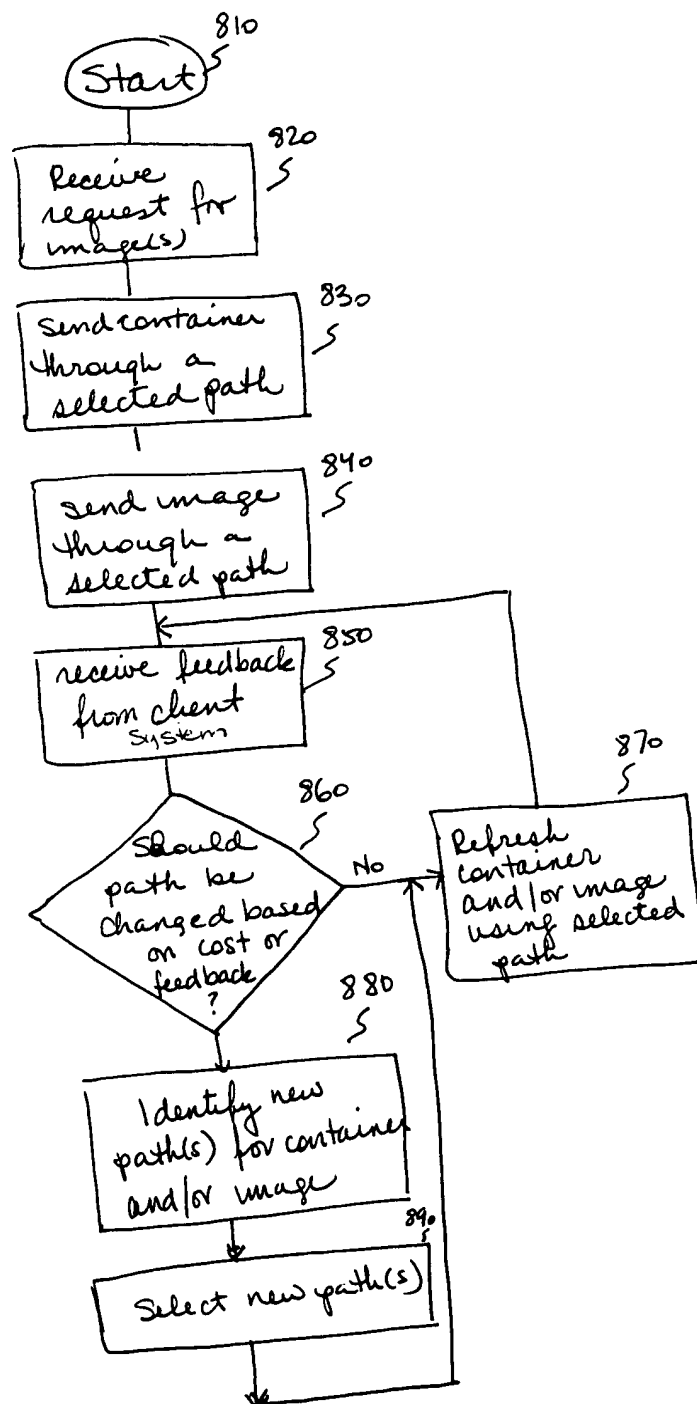 810
Start
820
Receive
request for
image(s)
830
send container
through a
selected path
840
send image
through a
selected path
850
receive feedback
from client
System
860
Should
path be
changed based
on cost or
feedback
?
No
870
Refresh
container
and/or image
using selected
path
880
Identify new
path(s) for container
and/or image
890
Select new path(s)